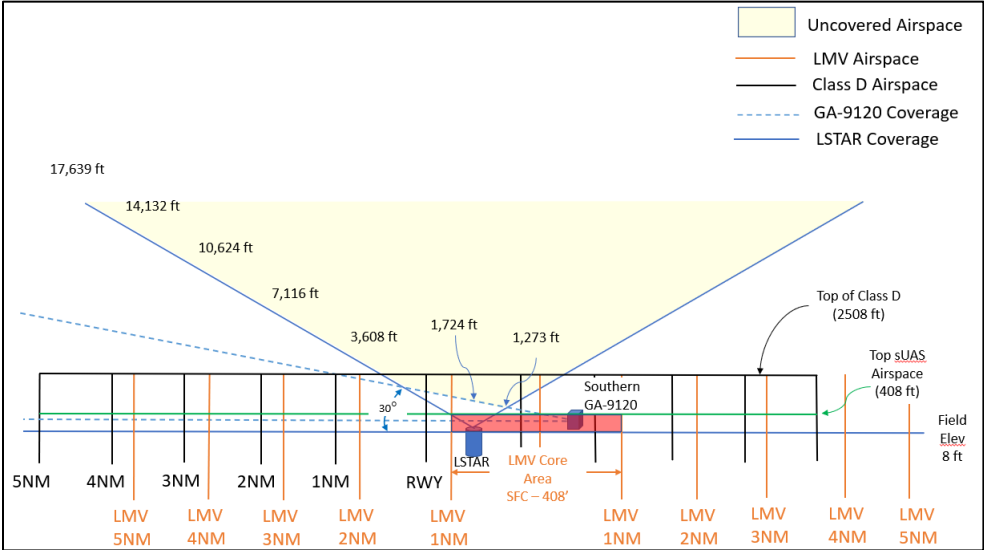 Uncovered Airspace
LMV Airspace
Class D Airspace
GA-9120 Coverage
LSTAR Coverage
17,639 ft
14,132 ft
10,624 ft
7,116 ft
3,608 ft
1,724 ft
1,273 ft
Top of Class D
(2508 ft)
Top sUAS
Airspace
(408 ft)
Southern
GA-9120
30°
Field
Elev
8 ft
LSTAR
LMV Core
Area
SFC – 408'
5NM
4NM
3NM
2NM
1NM
RWY
LMV
5NM
LMV
4NM
LMV
3NM
LMV
2NM
LMV
1NM
LMV
1NM
LMV
2NM
LMV
3NM
LMV
4NM
LMV
5NM